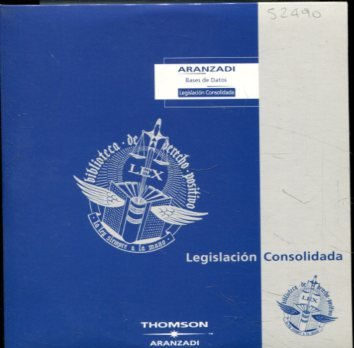 52490
ARANZADI
Bases de Datos
Legislación Consolidada
biblioteca · de · derecho · positivo
LEX
la ley siempre a la mano
Legislación Consolidada
THOMSON
ARANZADI
LEX